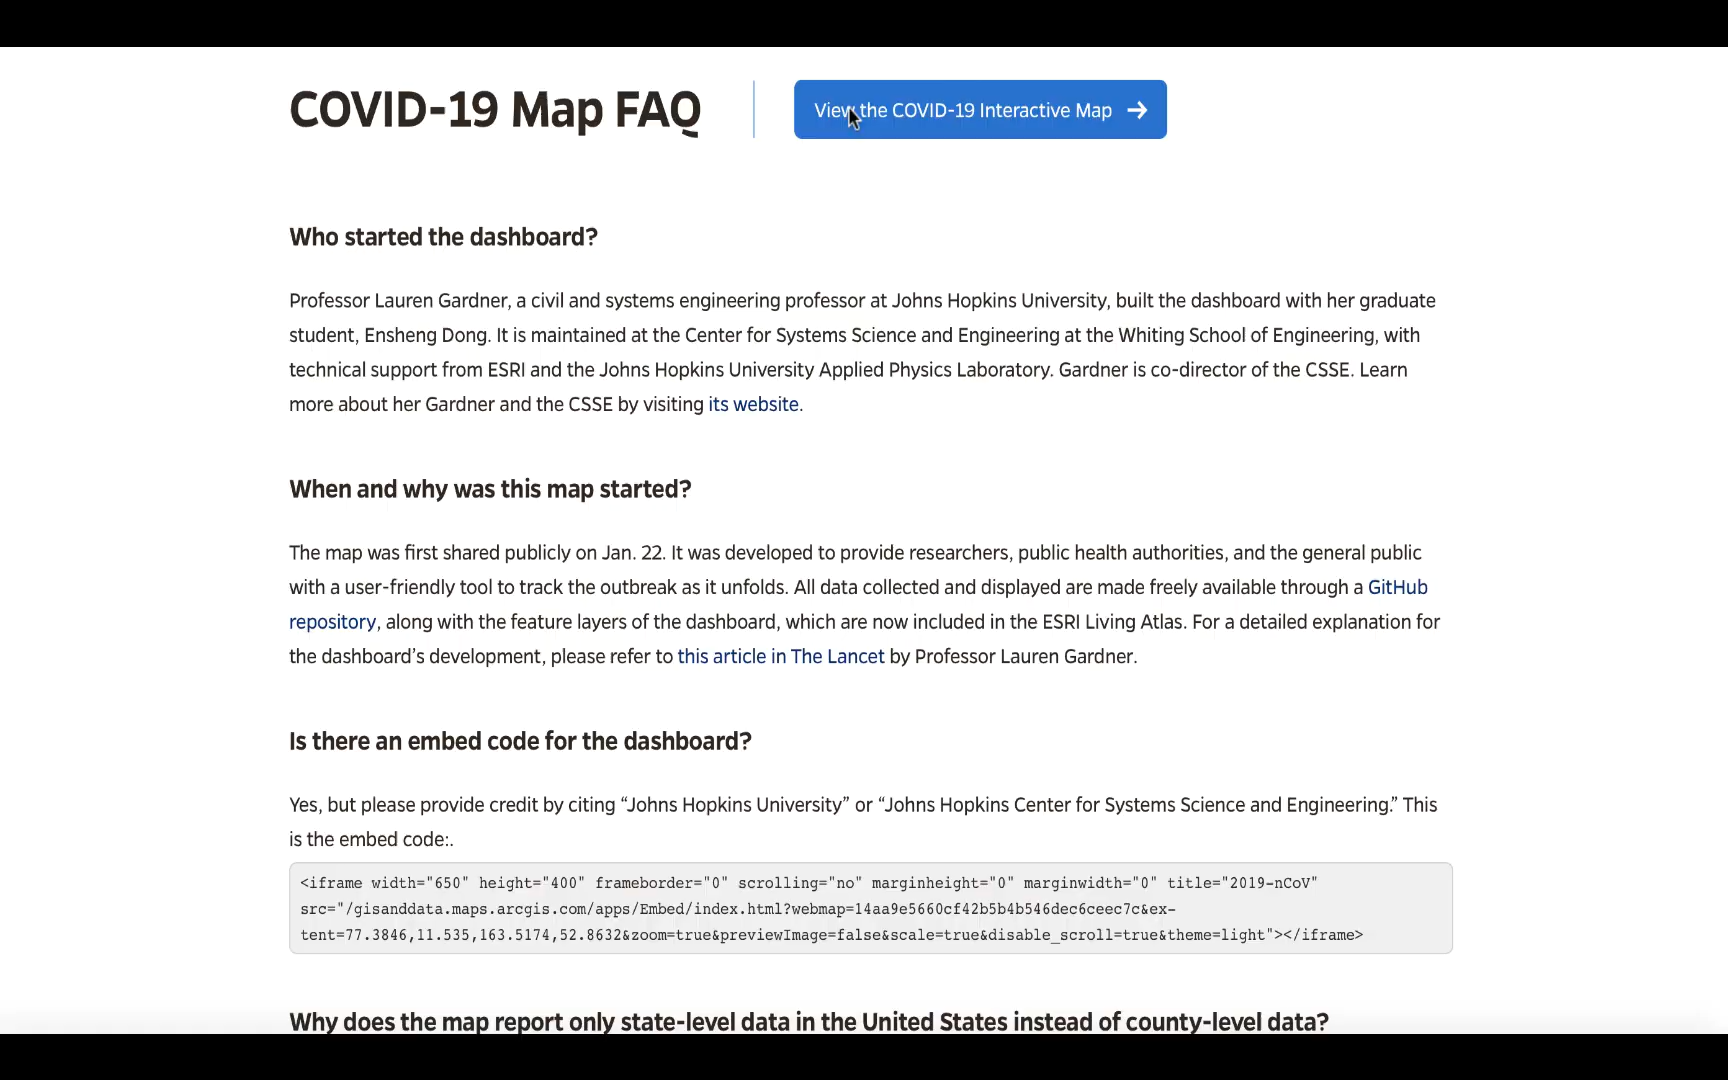 COVID-19 Map FAQ
View the COVID-19 Interactive Map →
Who started the dashboard?
Professor Lauren Gardner, a civil and systems engineering professor at Johns Hopkins University, built the dashboard with her graduate
student, Ensheng Dong. It is maintained at the Center for Systems Science and Engineering at the Whiting School of Engineering, with
technical support from ESRI and the Johns Hopkins University Applied Physics Laboratory. Gardner is co-director of the CSSE. Learn
more about her Gardner and the CSSE by visiting its website.
When and why was this map started?
The map was first shared publicly on Jan. 22. It was developed to provide researchers, public health authorities, and the general public
with a user-friendly tool to track the outbreak as it unfolds. All data collected and displayed are made freely available through a GitHub
repository, along with the feature layers of the dashboard, which are now included in the ESRI Living Atlas. For a detailed explanation for
the dashboard’s development, please refer to this article in The Lancet by Professor Lauren Gardner.
Is there an embed code for the dashboard?
Yes, but please provide credit by citing “Johns Hopkins University” or “Johns Hopkins Center for Systems Science and Engineering.” This
is the embed code:.
<iframe width="650" height="400" frameborder="0" scrolling="no" marginheight="0" marginwidth="0" title="2019-nCoV"
src="/gisanddata.maps.arcgis.com/apps/Embed/index.html?webmap=14aa9e5660cf42b5b4b546dec6ceec7c&ex-
tent=77.3846,11.535,163.5174,52.8632&zoom=true&previewImage=false&scale=true&disable_scroll=true&theme=light"></iframe>
Why does the map report only state-level data in the United States instead of county-level data?